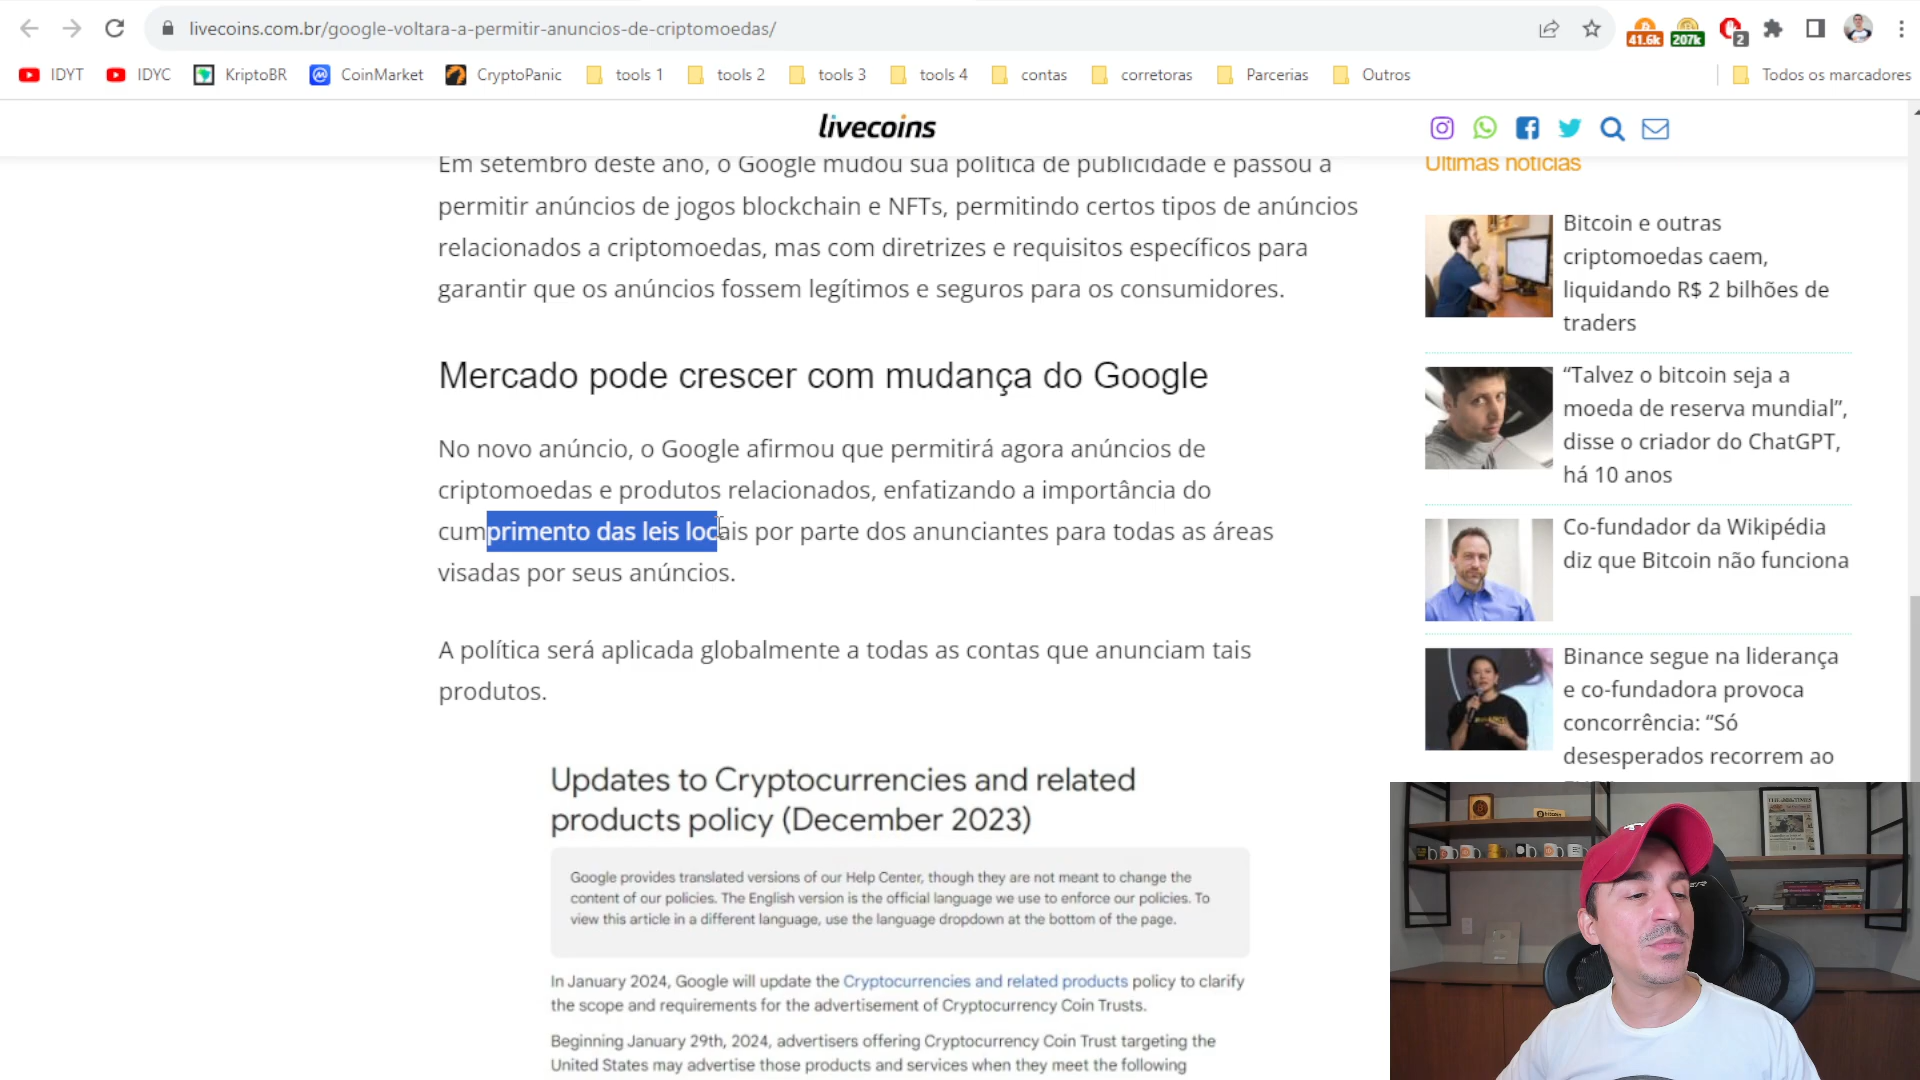 livecoins.com.br/google-voltara-a-permitir-anuncios-de-criptomoedas/
41.6k
207k
2
IDYT
IDYC
KriptoBR
CoinMarket
CryptoPanic
tools 1
tools 2
tools 3
tools 4
contas
corretoras
Parcerias
Outros
Todos os marcadores
livecoins
Em setembro deste ano, o Google mudou sua política de publicidade e passou a
permitir anúncios de jogos blockchain e NFTs, permitindo certos tipos de anúncios
relacionados a criptomoedas, mas com diretrizes e requisitos específicos para
garantir que os anúncios fossem legítimos e seguros para os consumidores.
Mercado pode crescer com mudança do Google
No novo anúncio, o Google afirmou que permitirá agora anúncios de
criptomoedas e produtos relacionados, enfatizando a importância do
cumprimento das leis locais por parte dos anunciantes para todas as áreas
visadas por seus anúncios.
A política será aplicada globalmente a todas as contas que anunciam tais
produtos.
Updates to Cryptocurrencies and related
products policy (December 2023)
Google provides translated versions of our Help Center, though they are not meant to change the
content of our policies. The English version is the official language we use to enforce our policies. To
view this article in a different language, use the language dropdown at the bottom of the page.
In January 2024, Google will update the Cryptocurrencies and related products policy to clarify
the scope and requirements for the advertisement of Cryptocurrency Coin Trusts.
Beginning January 29th, 2024, advertisers offering Cryptocurrency Coin Trust targeting the
United States may advertise those products and services when they meet the following
Últimas notícias
Bitcoin e outras
criptomoedas caem,
liquidando R$ 2 bilhões de
traders
“Talvez o bitcoin seja a
moeda de reserva mundial”,
disse o criador do ChatGPT,
há 10 anos
Co-fundador da Wikipédia
diz que Bitcoin não funciona
Binance segue na liderança
e co-fundadora provoca
concorrência: “Só
desesperados recorrem ao
bitcoin